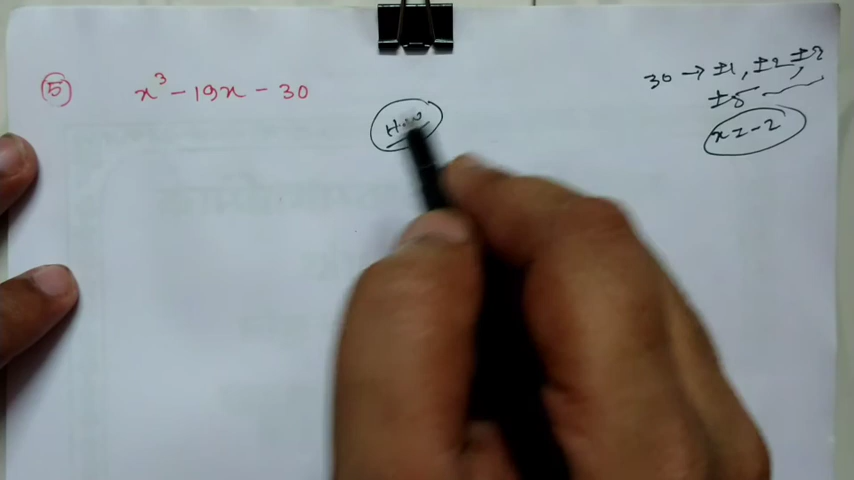 ⑤ x³ - 19x - 30
30 → ±1, ±2, ±3
±5
x = -2
H.W